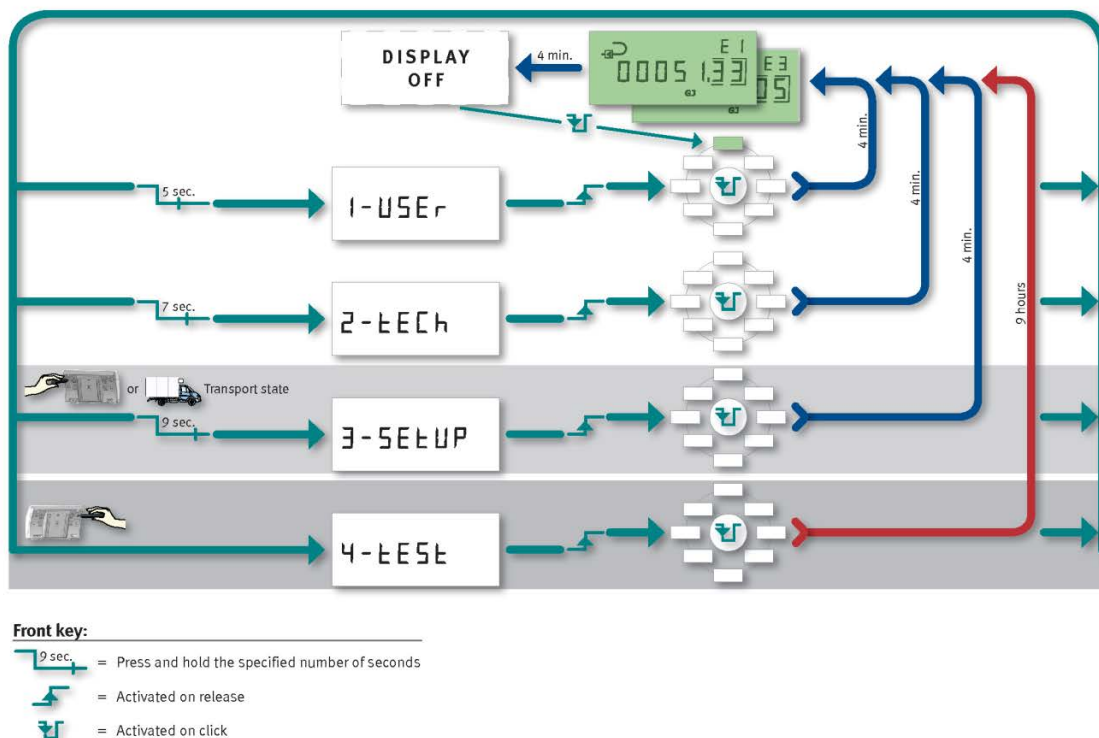 DISPLAY
OFF
4 min.
E1
00051.33
GJ
E3
05
GJ
4 min.
4 min.
4 min.
9 hours
5 sec.
1-USEr
7 sec.
2-tECh
or
Transport state
9 sec.
3-SEtUP
4-tESt
Front key:
9 sec. = Press and hold the specified number of seconds
= Activated on release
= Activated on click